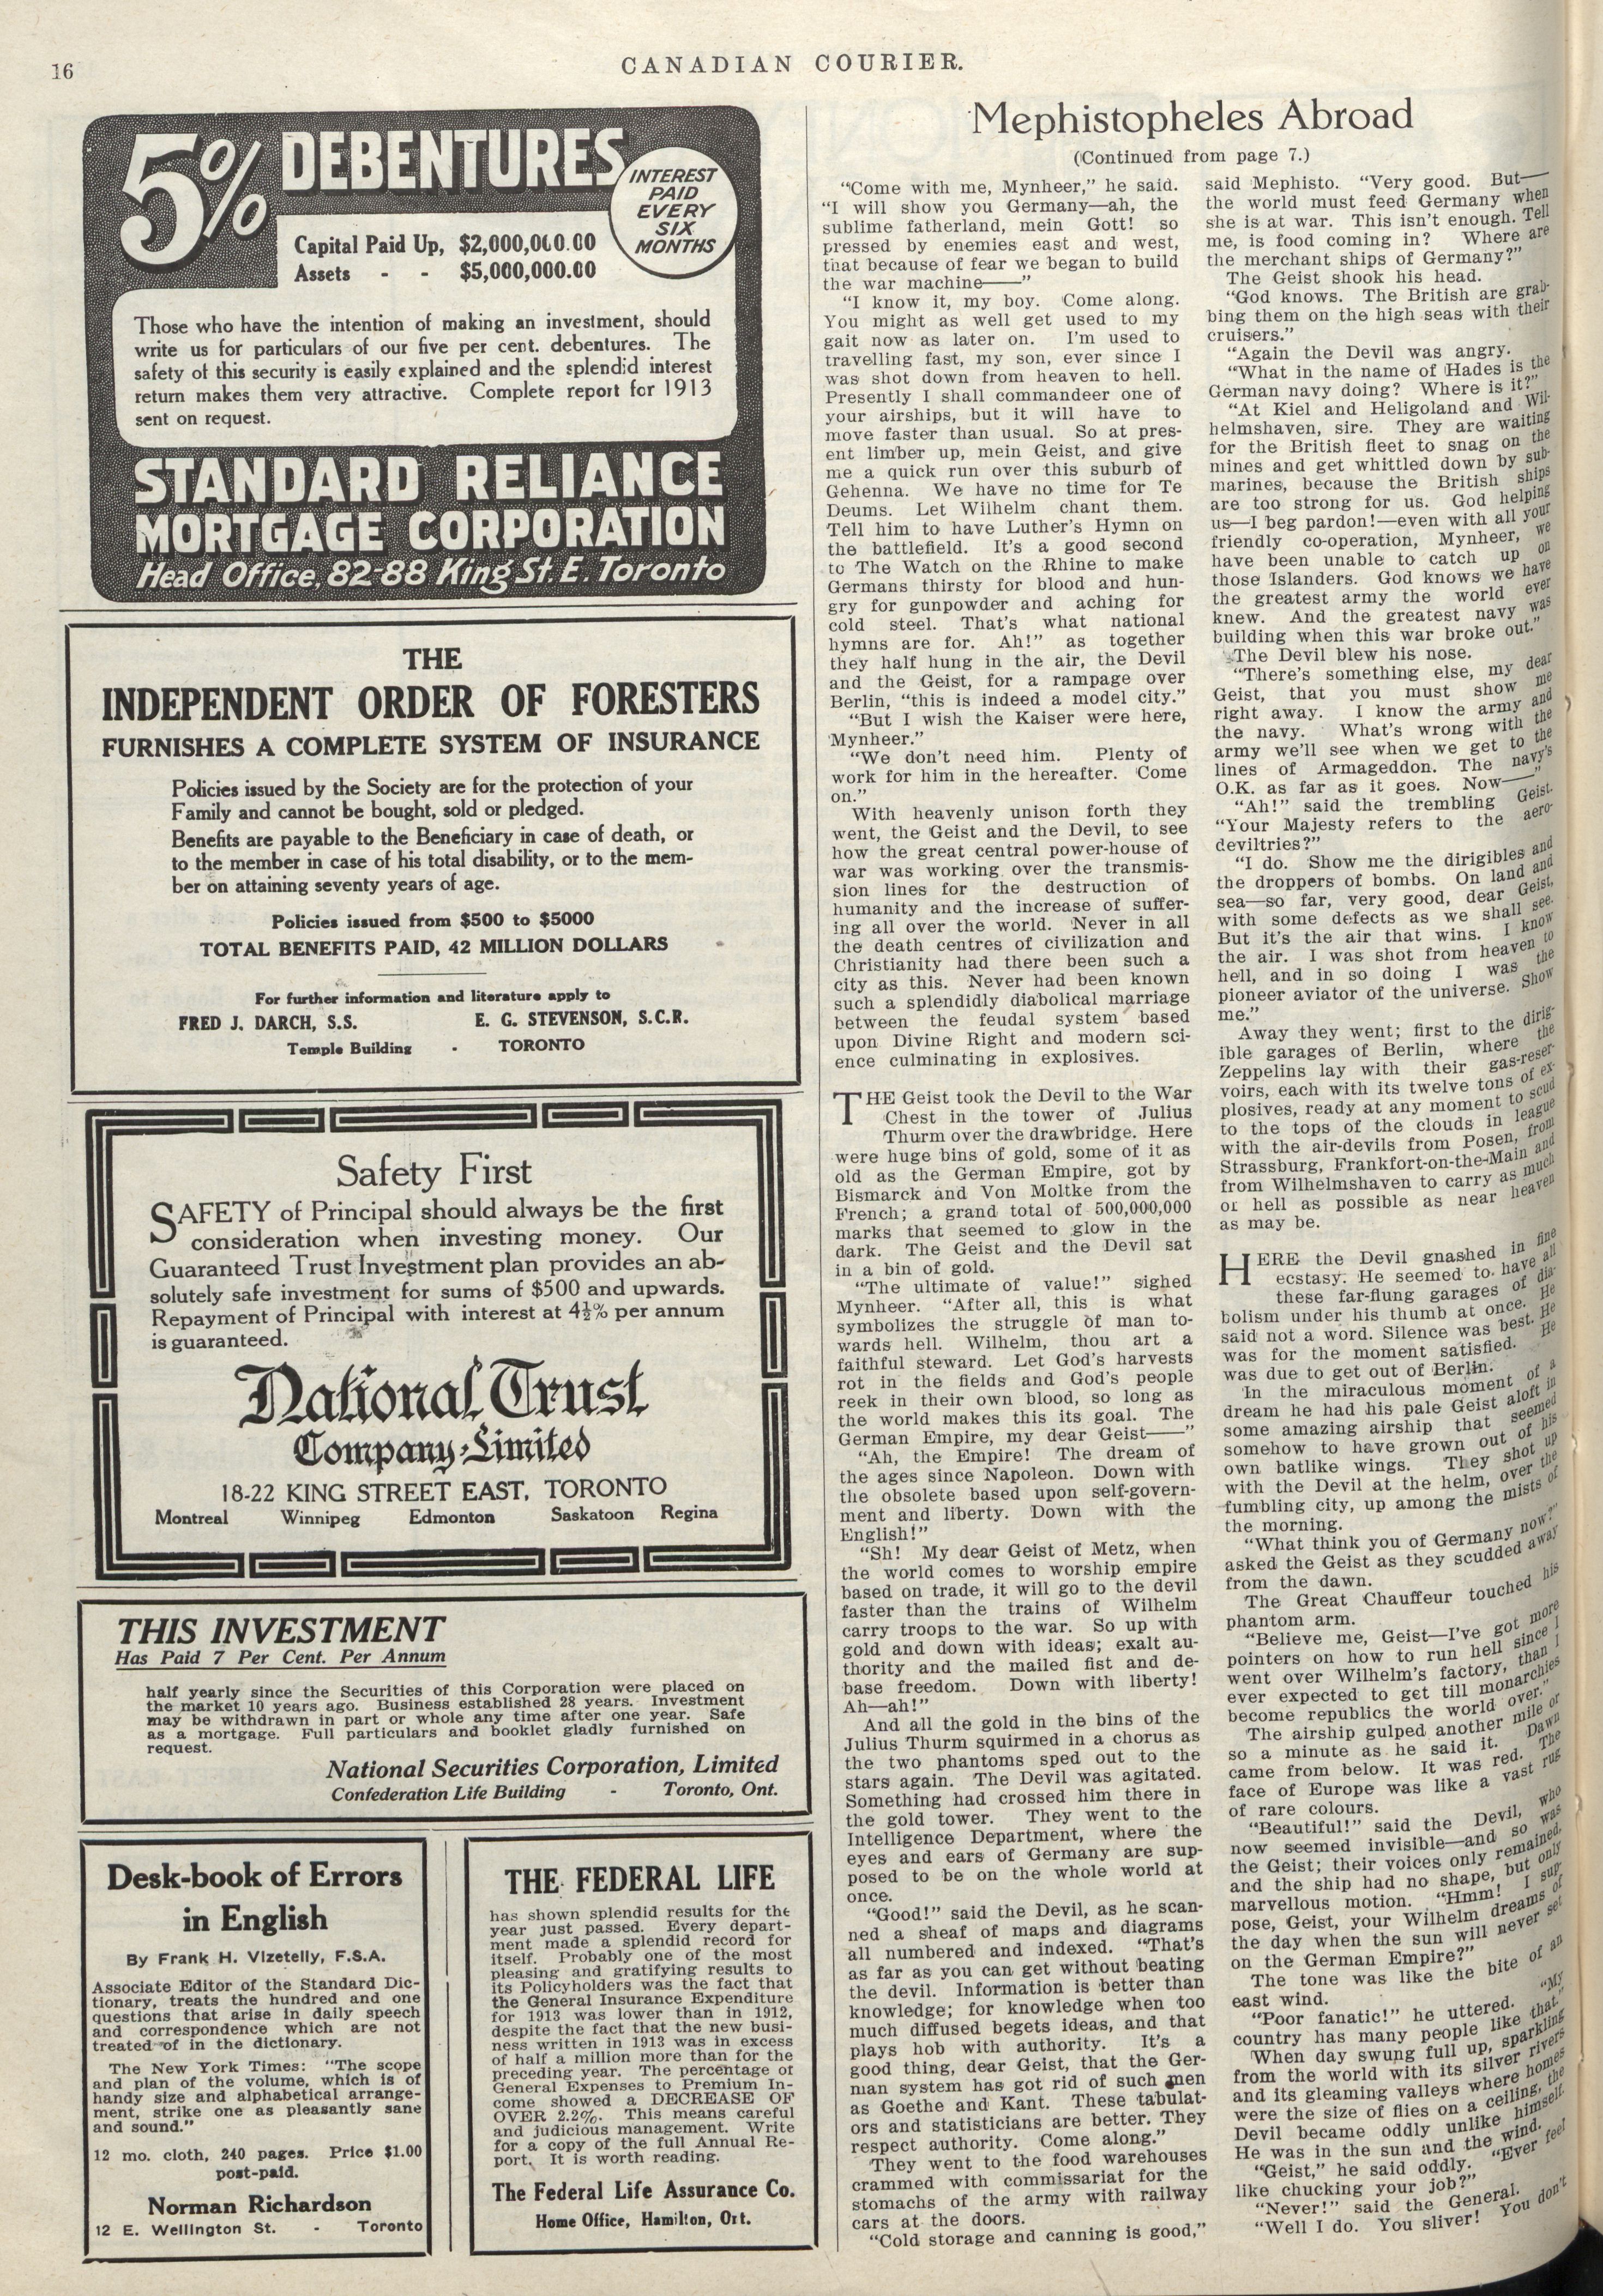 16
CANADIAN COURIER.
5% DEBENTURES
INTEREST
PAID
EVERY
SIX
MONTHS
Capital Paid Up, $2,000,000.00
Assets - - $5,000,000.00
Those who have the intention of making an investment, should
write us for particulars of our five per cent. debentures. The
safety of this security is easily explained and the splendid interest
return makes them very attractive. Complete report for 1913
sent on request.
STANDARD RELIANCE
MORTGAGE CORPORATION
Head Office, 82-88 King St. E. Toronto
THE
INDEPENDENT ORDER OF FORESTERS
FURNISHES A COMPLETE SYSTEM OF INSURANCE
Policies issued by the Society are for the protection of your
Family and cannot be bought, sold or pledged.
Benefits are payable to the Beneficiary in case of death, or
to the member in case of his total disability, or to the mem-
ber on attaining seventy years of age.
Policies issued from $500 to $5000
TOTAL BENEFITS PAID, 42 MILLION DOLLARS
For further information and literature apply to
FRED J. DARCH, S.S. E. G. STEVENSON, S.C.R.
Temple Building - TORONTO
Safety First
SAFETY of Principal should always be the first
consideration when investing money. Our
Guaranteed Trust Investment plan provides an ab-
solutely safe investment for sums of $500 and upwards.
Repayment of Principal with interest at 4½% per annum
is guaranteed.
National Trust
Company Limited
18-22 KING STREET EAST, TORONTO
Montreal Winnipeg Edmonton Saskatoon Regina
THIS INVESTMENT
Has Paid 7 Per Cent. Per Annum
half yearly since the Securities of this Corporation were placed on
the market 10 years ago. Business established 28 years. Investment
may be withdrawn in part or whole any time after one year. Safe
as a mortgage. Full particulars and booklet gladly furnished on
request.
National Securities Corporation, Limited
Confederation Life Building - Toronto, Ont.
Desk-book of Errors
in English
By Frank H. Vizetelly, F.S.A.
Associate Editor of the Standard Dic-
tionary, treats the hundred and one
questions that arise in daily speech
and correspondence which are not
treated of in the dictionary.
The New York Times: "The scope
and plan of the volume, which is of
handy size and alphabetical arrange-
ment, strike one as pleasantly sane
and sound."
12 mo. cloth, 240 pages. Price $1.00
post-paid.
Norman Richardson
12 E. Wellington St. - Toronto
THE FEDERAL LIFE
has shown splendid results for the
year just passed. Every depart-
ment made a splendid record for
itself. Probably one of the most
pleasing and gratifying results to
its Policyholders was the fact that
the General Insurance Expenditure
for 1913 was lower than in 1912,
despite the fact that the new busi-
ness written in 1913 was in excess
of half a million more than for the
preceding year. The percentage of
General Expenses to Premium In-
come showed a DECREASE OF
OVER 2.2%. This means careful
and judicious management. Write
for a copy of the full Annual Re-
port. It is worth reading.
The Federal Life Assurance Co.
Home Office, Hamilton, Ort.
Mephistopheles Abroad
(Continued from page 7.)
"Come with me, Mynheer," he said.
"I will show you Germany—ah, the
sublime fatherland, mein Gott! so
pressed by enemies east and west,
that because of fear we began to build
the war machine——"
"I know it, my boy. Come along.
You might as well get used to my
gait now as later on. I'm used to
travelling fast, my son, ever since I
was shot down from heaven to hell.
Presently I shall commandeer one of
your airships, but it will have to
move faster than usual. So at pres-
ent limber up, mein Geist, and give
me a quick run over this suburb of
Gehenna. We have no time for Te
Deums. Let Wilhelm chant them.
Tell him to have Luther's Hymn on
the battlefield. It's a good second
to The Watch on the Rhine to make
Germans thirsty for blood and hun-
gry for gunpowder and aching for
cold steel. That's what national
hymns are for. Ah!" as together
they half hung in the air, the Devil
and the Geist, for a rampage over
Berlin, "this is indeed a model city."
"But I wish the Kaiser were here,
Mynheer."
"We don't need him. Plenty of
work for him in the hereafter. Come
on."
With heavenly unison forth they
went, the Geist and the Devil, to see
how the great central power-house of
war was working over the transmis-
sion lines for the destruction of
humanity and the increase of suffer-
ing all over the world. Never in all
the death centres of civilization and
Christianity had there been such a
city as this. Never had been known
such a splendidly diabolical marriage
between the feudal system based
upon Divine Right and modern sci-
ence culminating in explosives.
THE Geist took the Devil to the War
Chest in the tower of Julius
Thurm over the drawbridge. Here
were huge bins of gold, some of it as
old as the German Empire, got by
Bismarck and Von Moltke from the
French; a grand total of 500,000,000
marks that seemed to glow in the
dark. The Geist and the Devil sat
in a bin of gold.
"The ultimate of value!" sighed
Mynheer. "After all, this is what
symbolizes the struggle of man to-
wards hell. Wilhelm, thou art a
faithful steward. Let God's harvests
rot in the fields and God's people
reek in their own blood, so long as
the world makes this its goal. The
German Empire, my dear Geist——"
"Ah, the Empire! The dream of
the ages since Napoleon. Down with
the obsolete based upon self-govern-
ment and liberty. Down with the
English!"
"Sh! My dear Geist of Metz, when
the world comes to worship empire
based on trade, it will go to the devil
faster than the trains of Wilhelm
carry troops to the war. So up with
gold and down with ideas; exalt au-
thority and the mailed fist and de-
base freedom. Down with liberty!
Ah—ah!"
And all the gold in the bins of the
Julius Thurm squirmed in a chorus as
the two phantoms sped out to the
stars again. The Devil was agitated.
Something had crossed him there in
the gold tower. They went to the
Intelligence Department, where the
eyes and ears of Germany are sup-
posed to be on the whole world at
once.
"Good!" said the Devil, as he scan-
ned a sheaf of maps and diagrams
all numbered and indexed. "That's
as far as you can get without beating
the devil. Information is better than
knowledge; for knowledge when too
much diffused begets ideas, and that
plays hob with authority. It's a
good thing, dear Geist, that the Ger-
man system has got rid of such men
as Goethe and Kant. These tabulat-
ors and statisticians are better. They
respect authority. Come along."
They went to the food warehouses
crammed with commissariat for the
stomachs of the army with railway
cars at the doors.
"Cold storage and canning is good,"
said Mephisto. "Very good. But——
the world must feed Germany when
she is at war. This isn't enough. Tell
me, is food coming in? Where are
the merchant ships of Germany?"
The Geist shook his head.
"God knows. The British are grab-
bing them on the high seas with their
cruisers."
"Again the Devil was angry.
"What in the name of Hades is the
German navy doing? Where is it?"
"At Kiel and Heligoland and Wil-
helmshaven, sire. They are waiting
for the British fleet to snag on the
mines and get whittled down by sub-
marines, because the British ships
are too strong for us. God helping
us—I beg pardon!—even with all your
friendly co-operation, Mynheer, we
have been unable to catch up on
those Islanders. God knows we have
the greatest army the world ever
knew. And the greatest navy was
building when this war broke out."
The Devil blew his nose.
"There's something else, my dear
Geist, that you must show me
right away. I know the army and
the navy. What's wrong with the
army we'll see when we get to the
lines of Armageddon. The navy's
O.K. as far as it goes. Now——"
"Ah!" said the trembling Geist.
"Your Majesty refers to the aero-
deviltries?"
"I do. Show me the dirigibles and
the droppers of bombs. On land and
sea—so far, very good, dear Geist,
with some defects as we shall see.
But it's the air that wins. I know
the air. I was shot from heaven to
hell, and in so doing I was the
pioneer aviator of the universe. Show
me."
Away they went; first to the dirig-
ible garages of Berlin, where the
Zeppelins lay with their gas-reser-
voirs, each with its twelve tons of ex-
plosives, ready at any moment to scud
to the tops of the clouds in league
with the air-devils from Posen, from
Strassburg, Frankfort-on-the-Main and
from Wilhelmshaven to carry as much
or hell as possible as near heaven
as may be.
HERE the Devil gnashed in fine
ecstasy. He seemed to have all
these far-flung garages of dia-
bolism under his thumb at once. He
said not a word. Silence was best. He
was for the moment satisfied. He
was due to get out of Berlin.
In the miraculous moment of a
dream he had his pale Geist aloft in
some amazing airship that seemed
somehow to have grown out of his
own batlike wings. They shot up
with the Devil at the helm, over the
fumbling city, up among the mists of
the morning.
"What think you of Germany now?"
asked the Geist as they scudded away
from the dawn.
The Great Chauffeur touched his
phantom arm.
"Believe me, Geist—I've got more
pointers on how to run hell since I
went over Wilhelm's factory, than I
ever expected to get till monarchies
become republics the world over."
The airship gulped another mile or
so a minute as he said it. Dawn
came from below. It was red. The
face of Europe was like a vast rug
of rare colours.
"Beautiful!" said the Devil, who
now seemed invisible—and so was
the Geist; their voices only remained,
and the ship had no shape, but only
marvellous motion. "Hmm! I sup-
pose, Geist, your Wilhelm dreams of
the day when the sun will never set
on the German Empire?"
The tone was like the bite of an
east wind.
"Poor fanatic!" he uttered. "My
country has many people like that."
When day swung full up, sparkling
from the world with its silver rivers
and its gleaming valleys where homes
were the size of flies on a ceiling, the
Devil became oddly unlike himself.
He was in the sun and the wind.
"Geist," he said oddly. "Ever feel
like chucking your job?"
"Never!" said the General.
"Well I do. You sliver! You don't